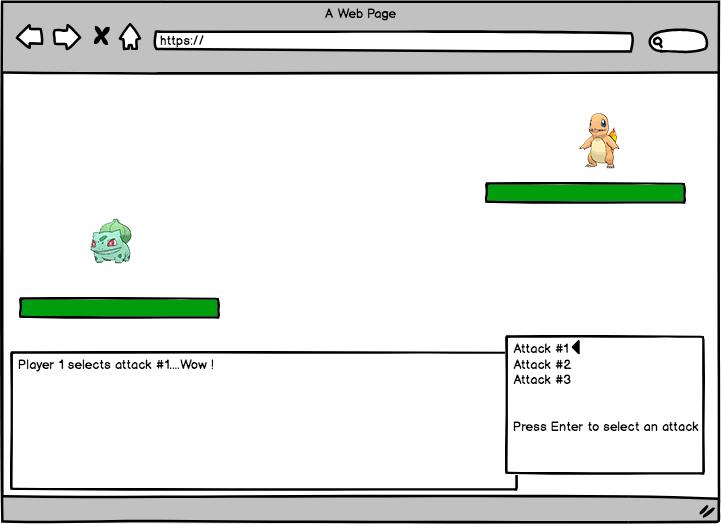 A Web Page
https://
Player 1 selects attack #1....Wow !
Attack #1
Attack #2
Attack #3
Press Enter to select an attack